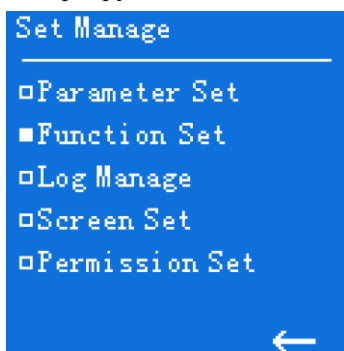 Set Manage
□Parameter Set
■Function Set
□Log Manage
□Screen Set
□Permission Set
←